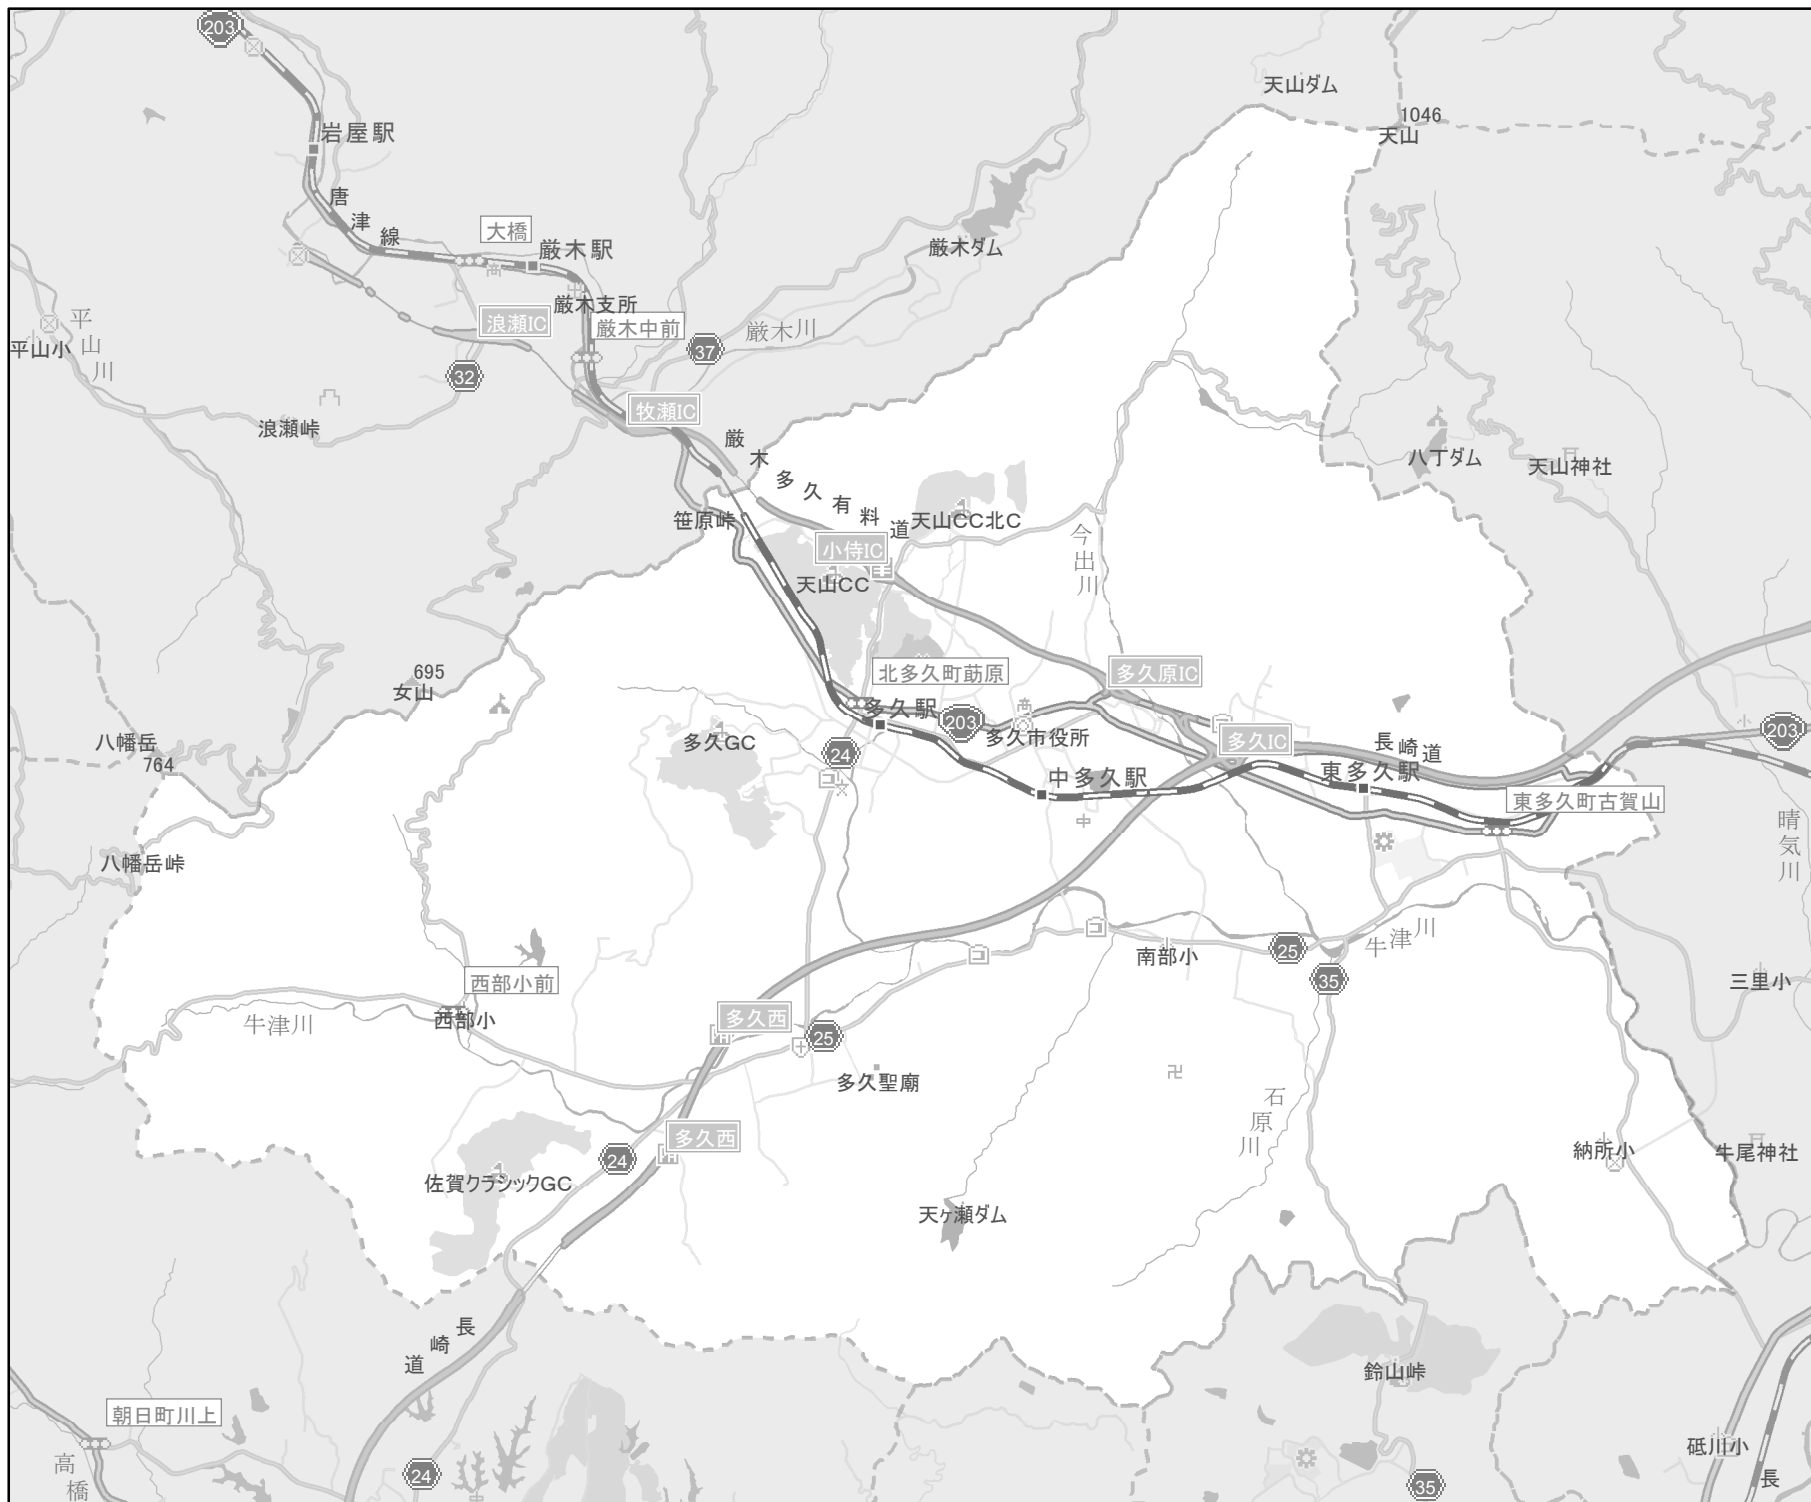 203
天山ダム
1046
天山
岩屋駅
唐津線
大橋
厳木駅
厳木ダム
厳木支所
浪瀬IC
厳木中前
厳木川
平山川
平山小
37
32
牧瀬IC
浪瀬峠
厳木多久有料道
八丁ダム
天山神社
笹原峠
天山CC北C
小侍IC
今出川
天山CC
695
女山
北多久町莇原
多久原IC
多久駅
203
多久市役所
多久IC
長崎道
203
八幡岳
764
多久GC
24
中多久駅
東多久駅
東多久町古賀山
小
中
晴気川
八幡岳峠
南部小
25
牛津川
35
三里小
西部小前
西部小
牛津川
多久西
25
多久聖廟
石原川
多久西
24
納所小
牛尾神社
佐賀クラシックGC
天ヶ瀬ダム
長崎道
鈴山峠
朝日町川上
高橋
24
35
砥川小
長